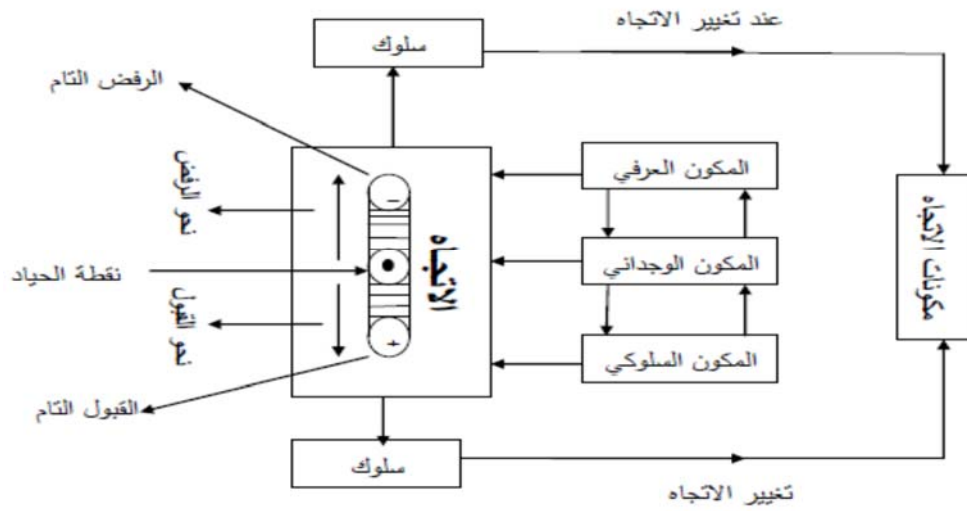 عند تغيير الاتجاه
سلوك
الرفض التام
المكون العرفي
نحو الرفض
مكونات الاتجاه
الاتجاه
المكون الوجداني
نقطة الحياد
نحو القبول
المكون السلوكي
القبول التام
سلوك
تغيير الاتجاه